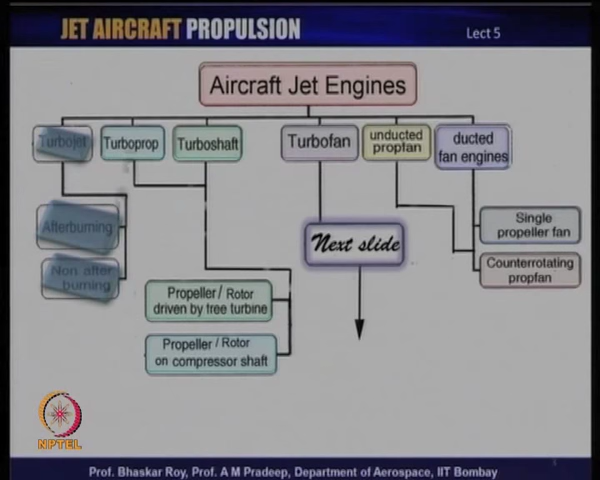 JET AIRCRAFT PROPULSION
Lect 5
Aircraft Jet Engines
Turbojet
Turboprop
Turboshaft
Turbofan
unducted
propfan
ducted
fan engines
Afterburning
Non after
burning
Next slide
Single
propeller fan
Counterrotating
propfan
Propeller / Rotor
driven by free turbine
Propeller / Rotor
on compressor shaft
NPTEL
Prof. Bhaskar Roy, Prof. A M Pradeep, Department of Aerospace, IIT Bombay